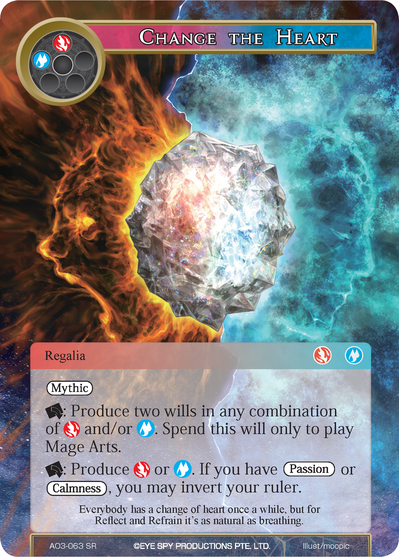 Change the Heart
Regalia
Mythic
: Produce two wills in any combination
of and/or . Spend this will only to play
Mage Arts.
: Produce or . If you have Passion or
Calmness, you may invert your ruler.
Everybody has a change of heart once a while, but for
Reflect and Refrain it's as natural as breathing.
A03-063 SR ©EYE SPY PRODUCTIONS PTE. LTD. Illust/moopic